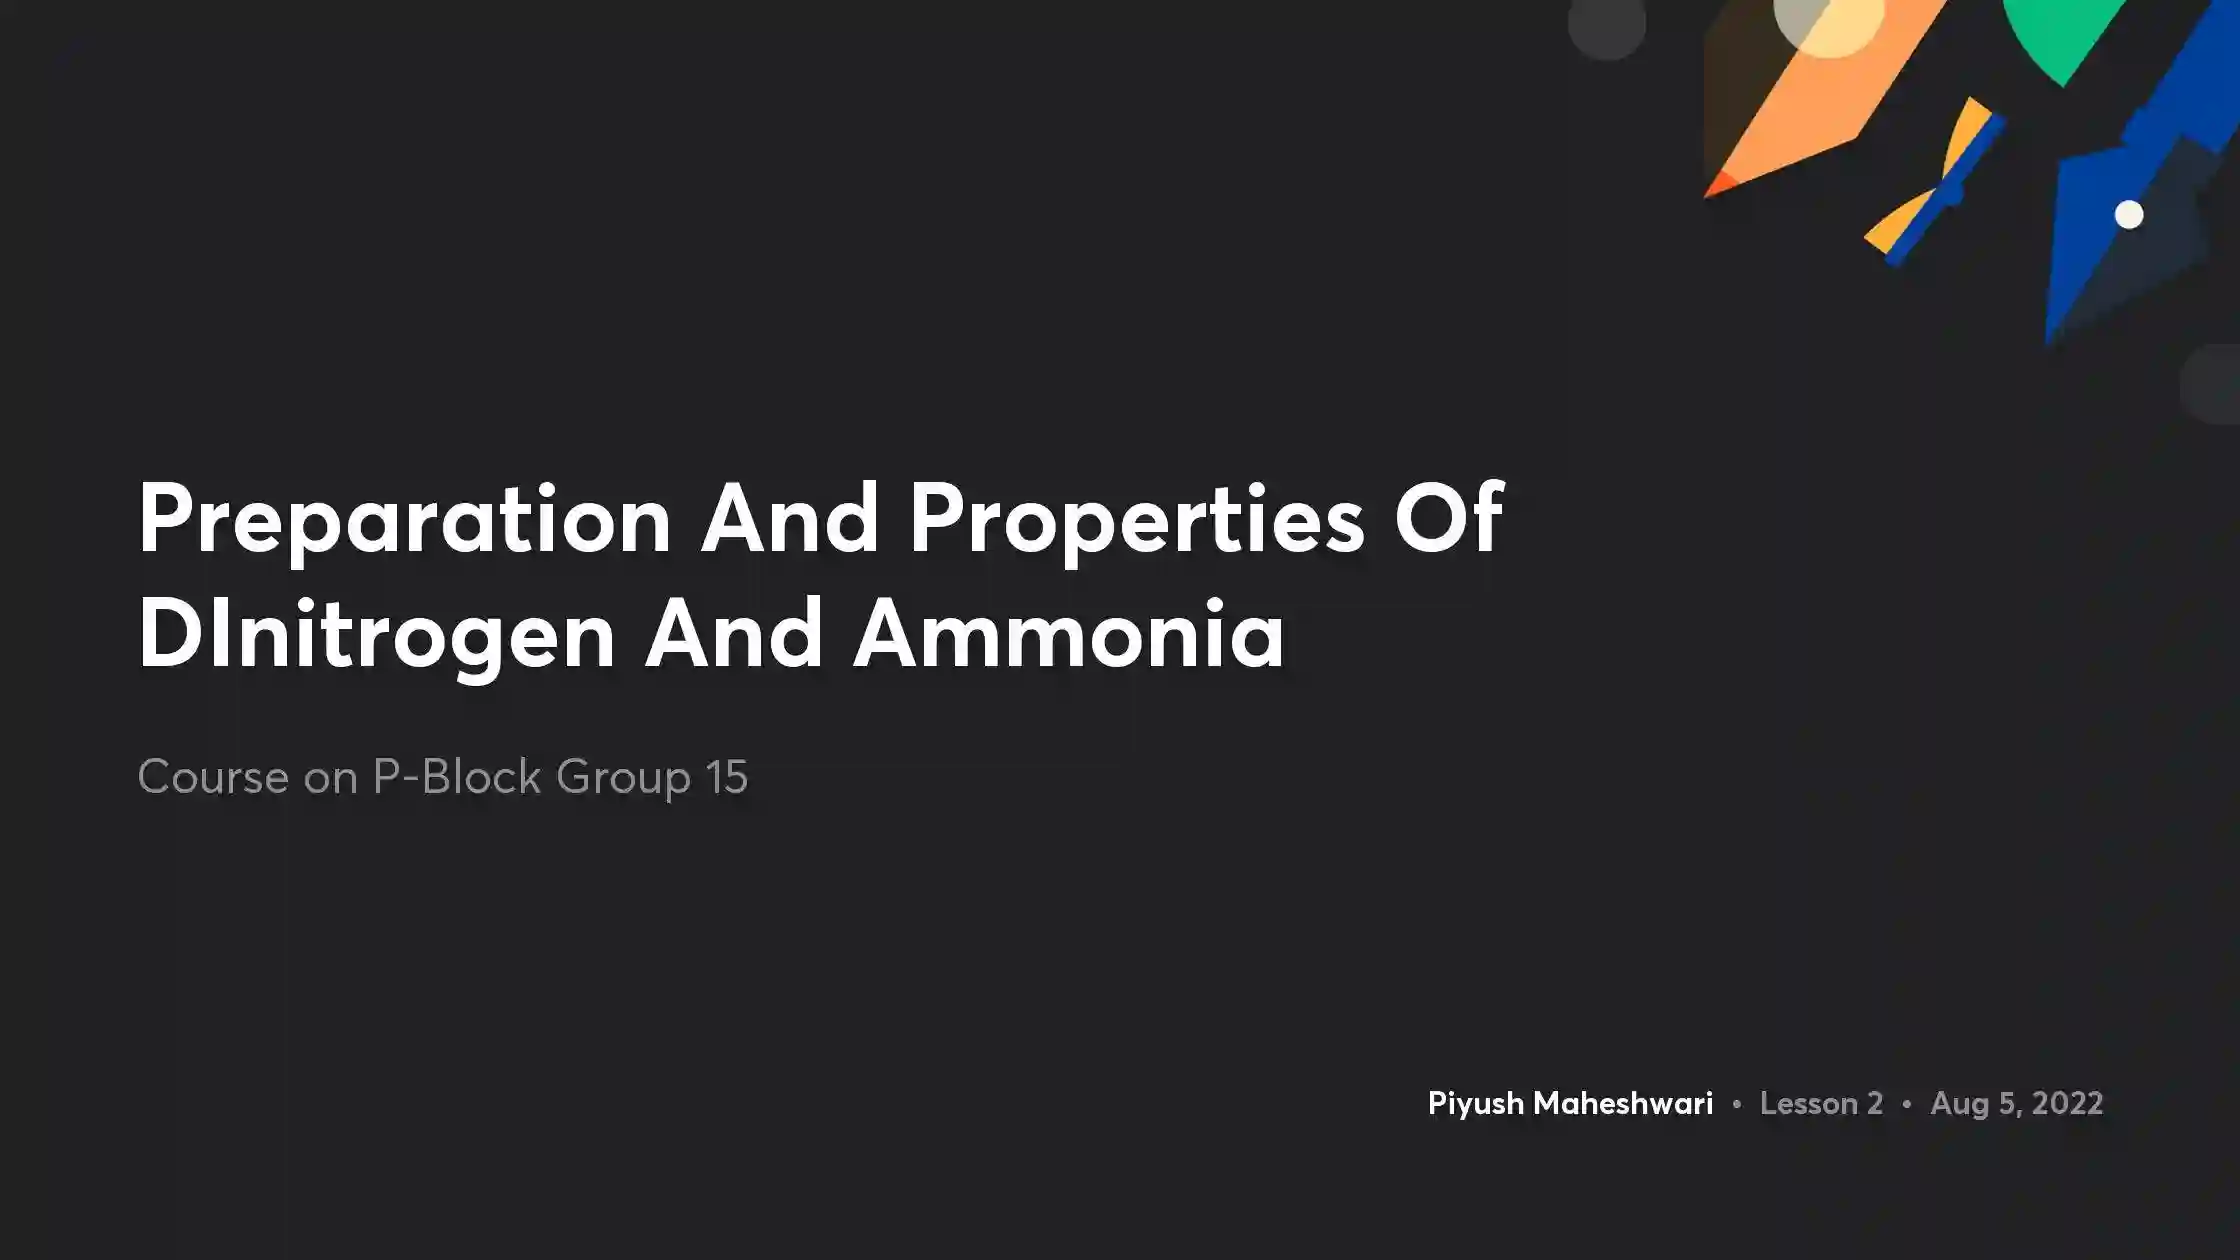 Preparation And Properties Of
DInitrogen And Ammonia
Course on P-Block Group 15
Piyush Maheshwari • Lesson 2 • Aug 5, 2022